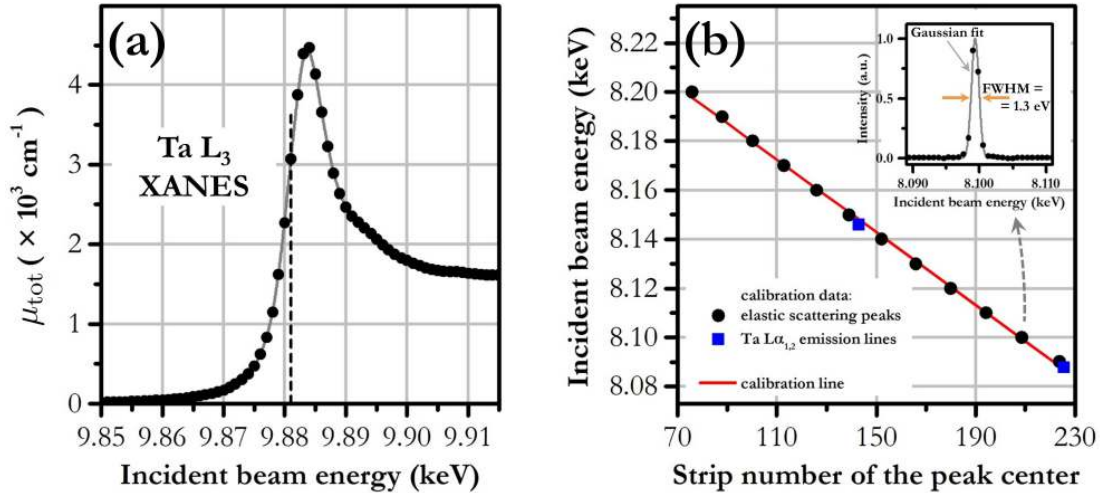 (a)
Ta L₃
XANES
4
3
2
1
0
μtot ( × 10³ cm⁻¹)
9.85 9.86 9.87 9.88 9.89 9.90 9.91
Incident beam energy (keV)
(b)
8.22
8.20
8.18
8.16
8.14
8.12
8.10
8.08
Incident beam energy (keV)
Gaussian fit
FWHM =
= 1.3 eV
1.0
0.5
0.0
Intensity (a.u.)
8.090 8.100 8.110
Incident beam energy (keV)
calibration data:
elastic scattering peaks
Ta Lα₁,₂ emission lines
calibration line
70 110 150 190 230
Strip number of the peak center